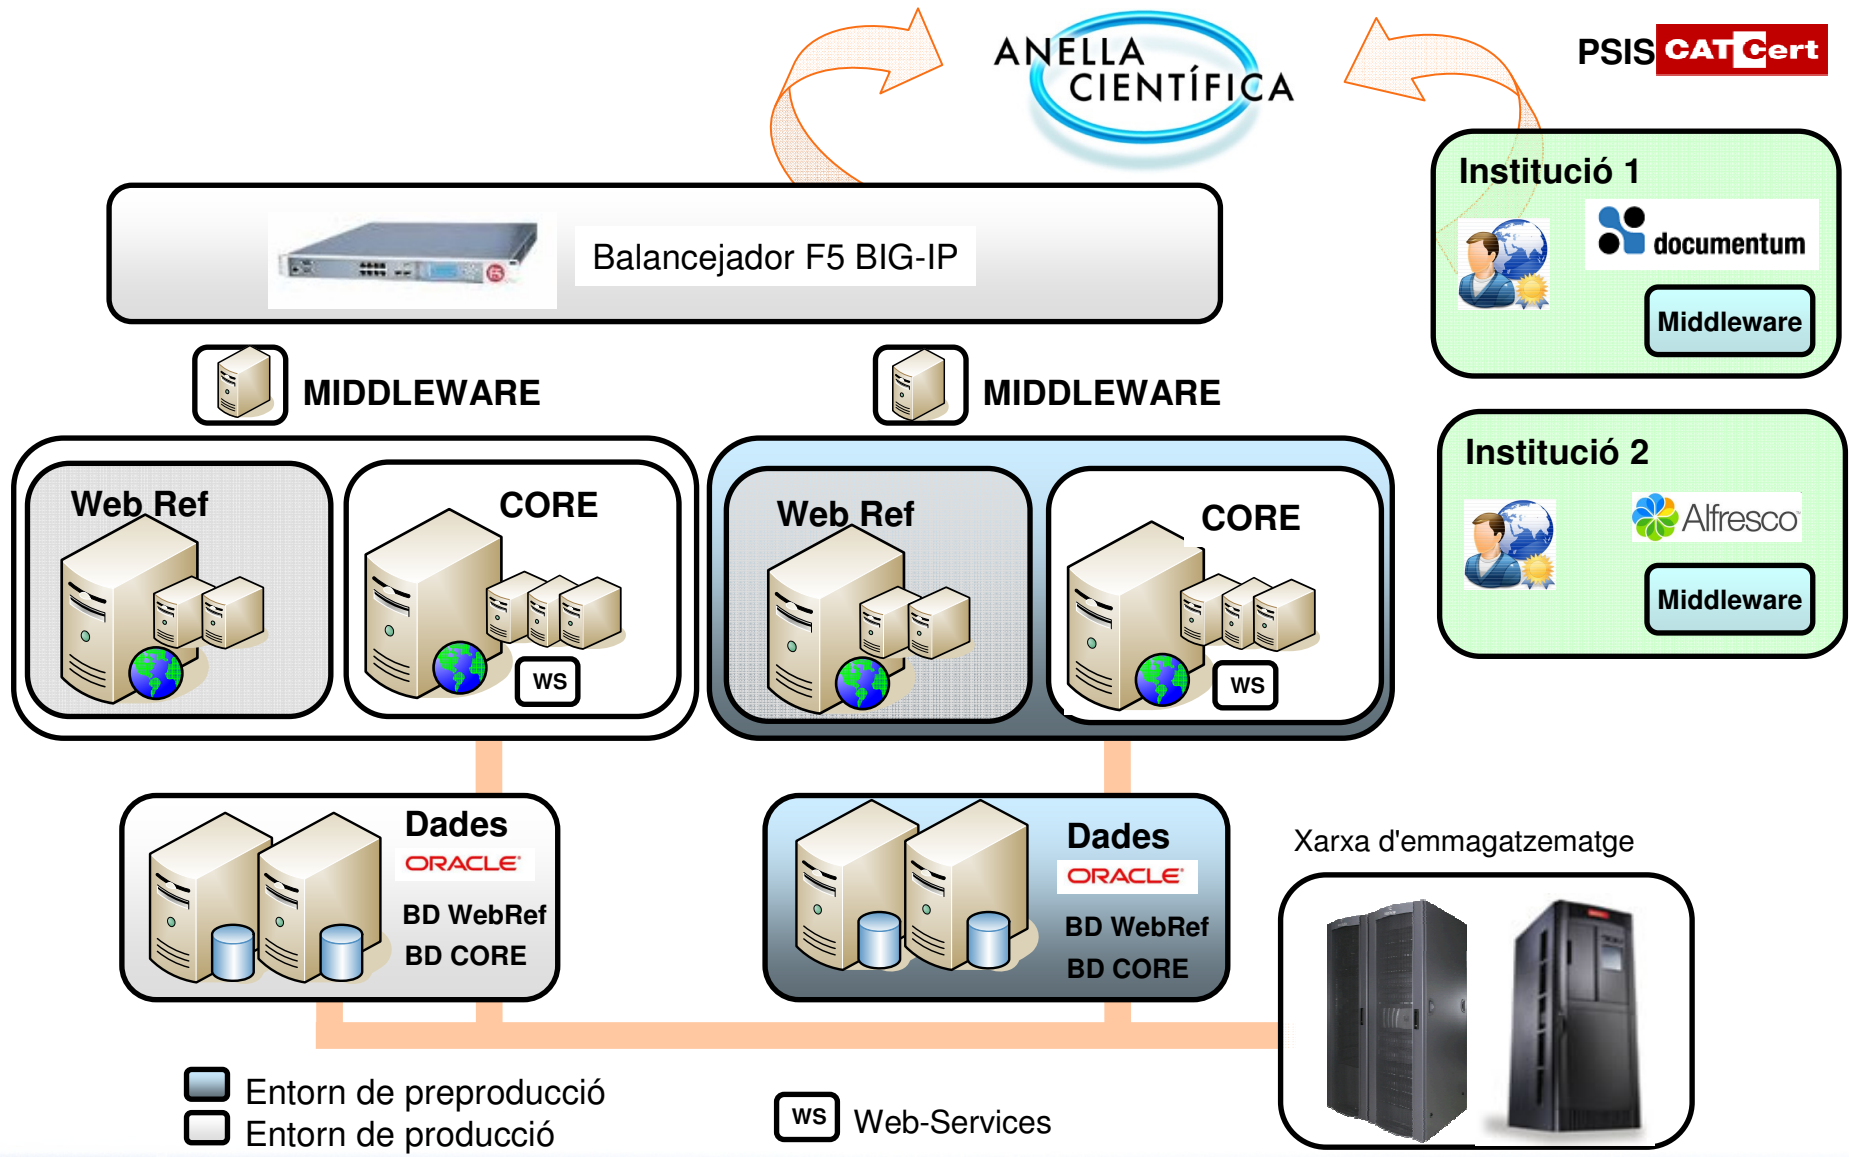 ANELLA
CIENTÍFICA
PSIS CATCert
Balancejador F5 BIG-IP
Institució 1
documentum
Middleware
MIDDLEWARE
MIDDLEWARE
Institució 2
Alfresco
Middleware
Web Ref
CORE
WS
Web Ref
CORE
WS
Dades
ORACLE
BD WebRef
BD CORE
Dades
ORACLE
BD WebRef
BD CORE
Xarxa d'emmagatzematge
Entorn de preproducció
Entorn de producció
WS Web-Services